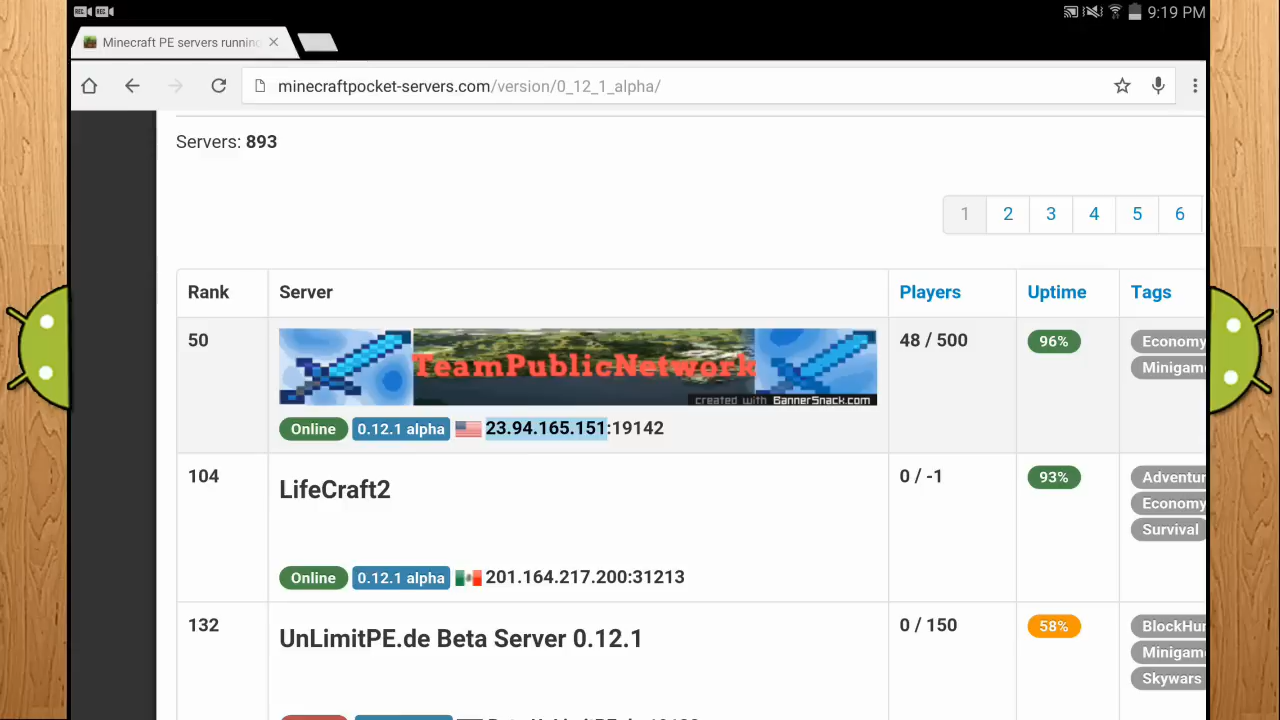 REC REC 9:19 PM
Minecraft PE servers running
minecraftpocket-servers.com/version/0_12_1_alpha/
Servers: 893
1 2 3 4 5 6
Rank Server Players Uptime Tags
50 TeamPublicNetwork 48 / 500 96% Economy
Minigam
created with BannerSnack.com
Online 0.12.1 alpha 23.94.165.151:19142
104 LifeCraft2 0 / -1 93% Adventur
Economy
Survival
Online 0.12.1 alpha 201.164.217.200:31213
132 UnLimitPE.de Beta Server 0.12.1 0 / 150 58% BlockHun
Minigam
Skywars